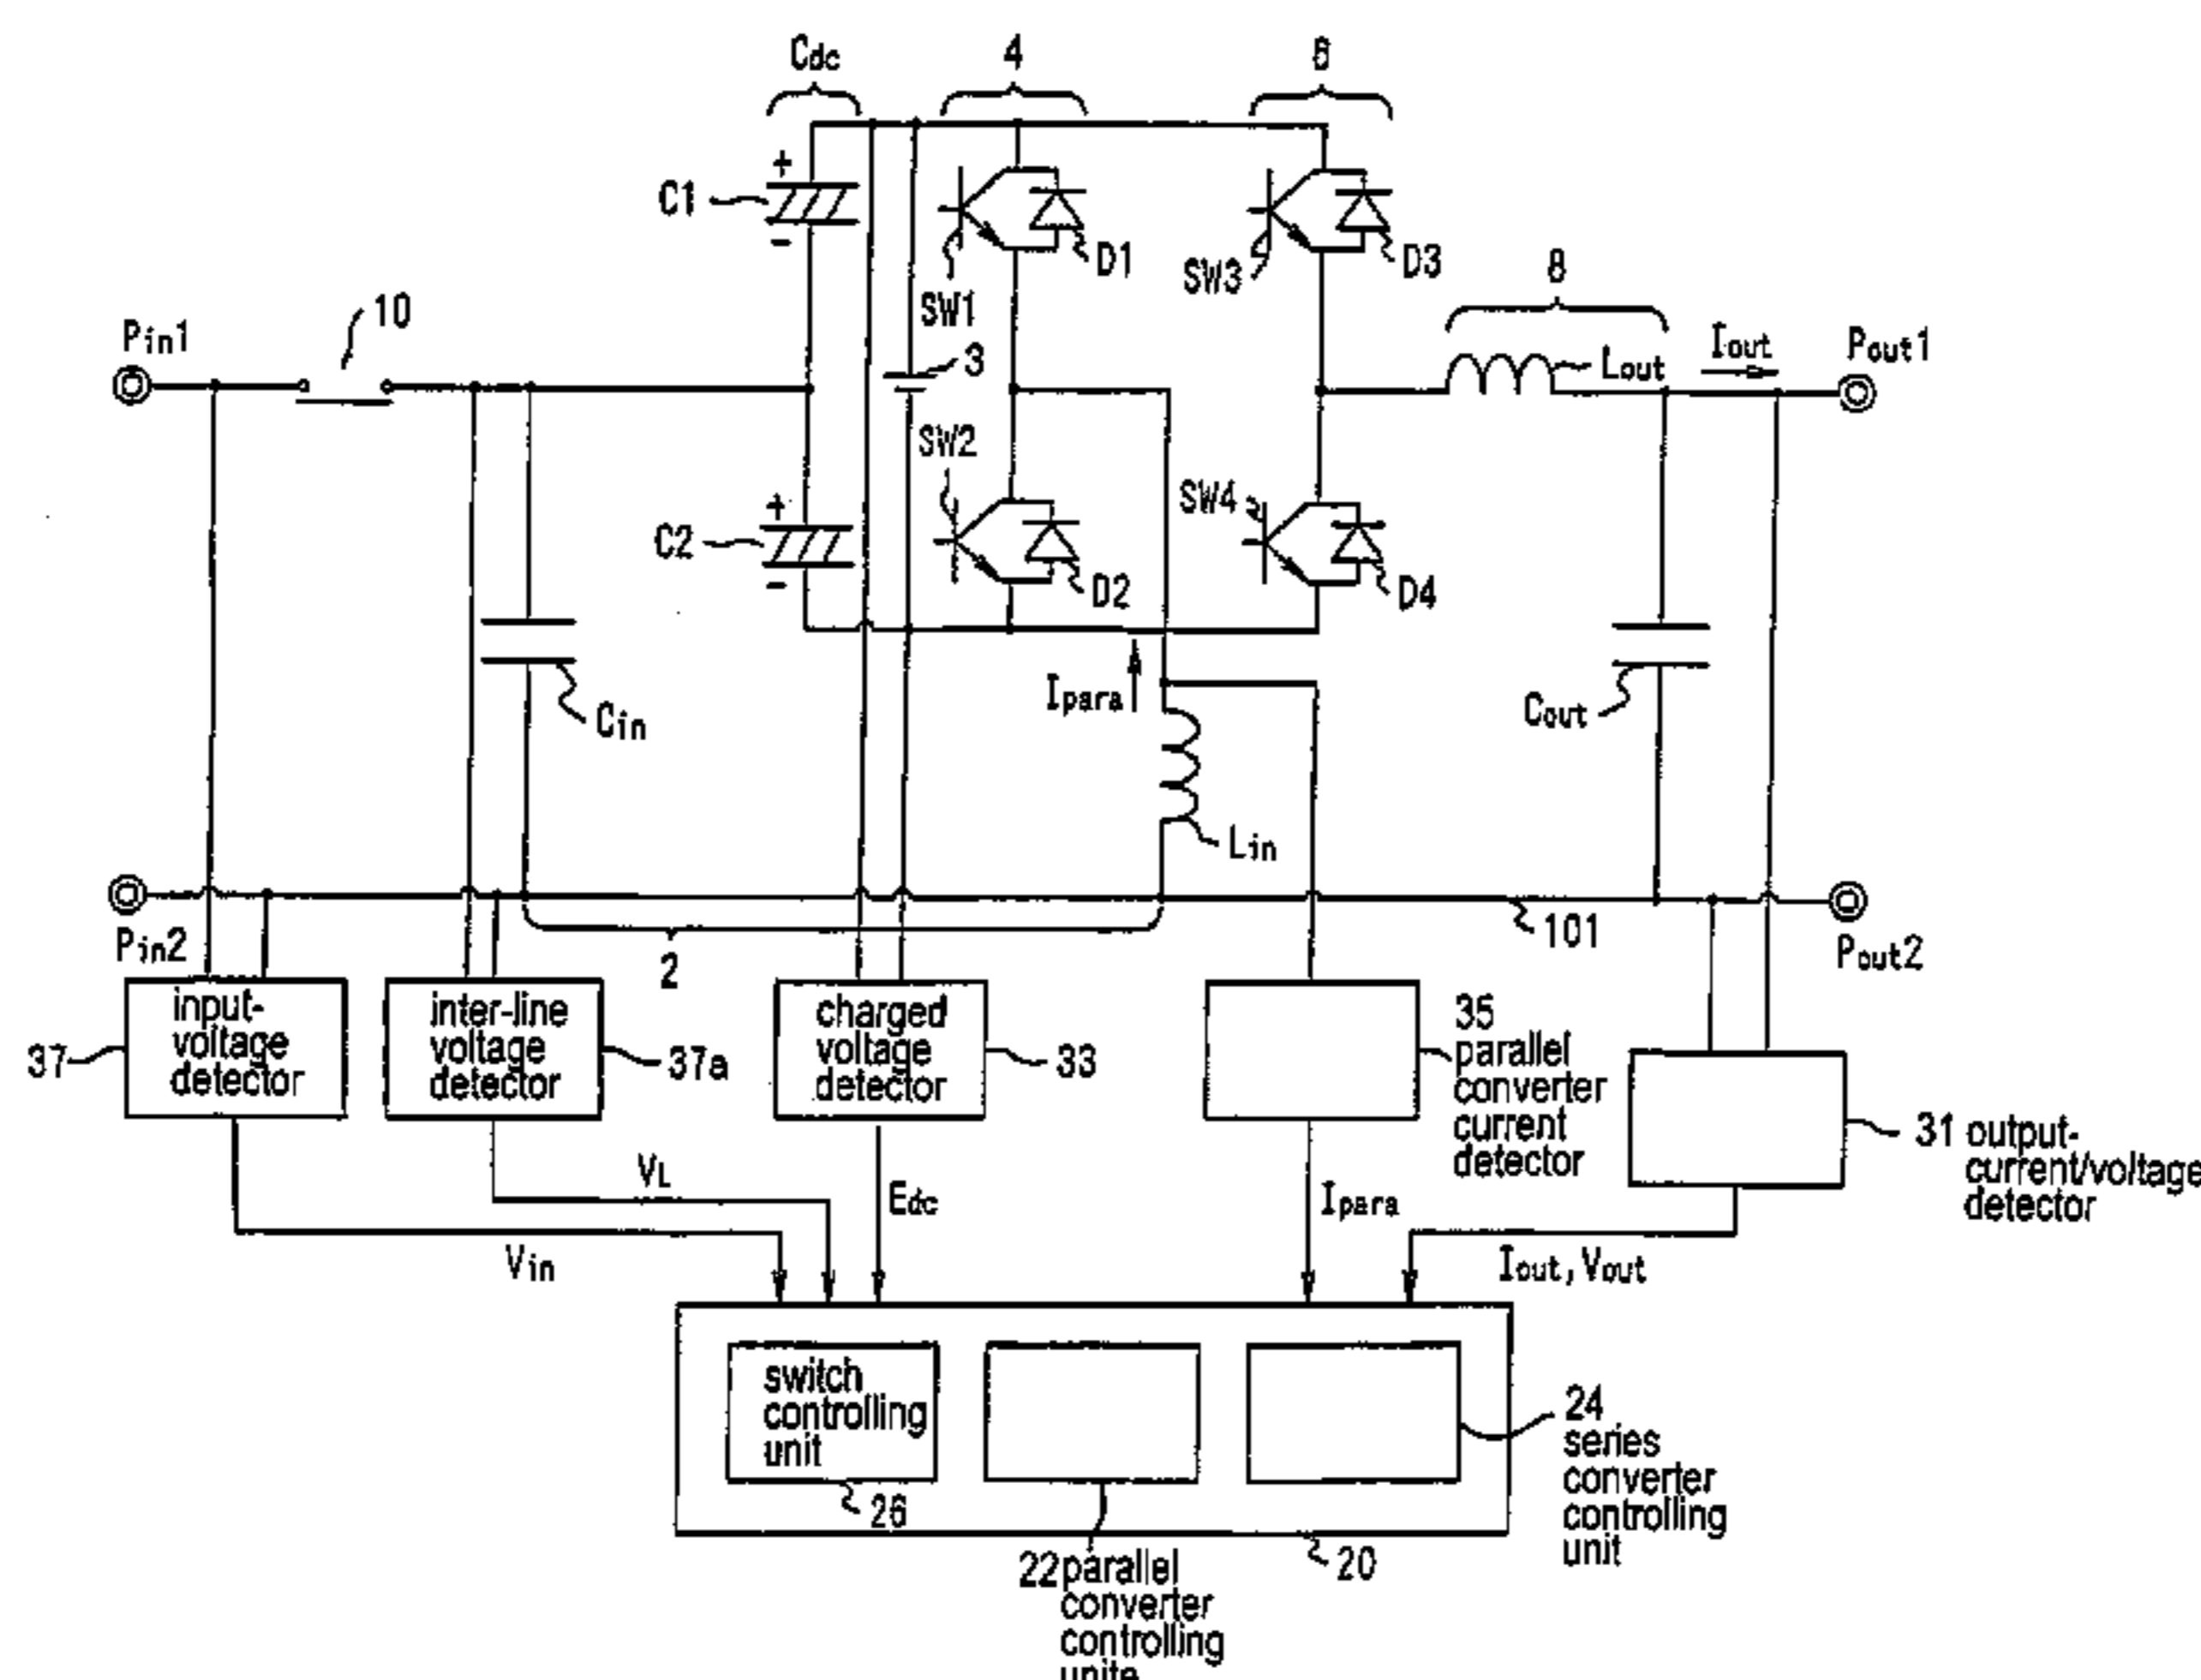 Cdc
4
6
+
C1
-
D1
SW1
SW3
D3
8
Pin1
10
3
Lout
Iout
Pout1
SW2
SW4
+
C2
-
D2
D4
Cin
Ipara
Cout
Lin
Pin2
2
101
Pout2
37
input-
voltage
detector
inter-line
voltage
detector
37a
charged
voltage
detector
33
35
parallel
converter
current
detector
31 output-
current/voltage
detector
VL
Edc
Ipara
Vin
Iout, Vout
switch
controlling
unit
26
24
series
converter
controlling
unit
22 parallel
converter
controlling
unite
20